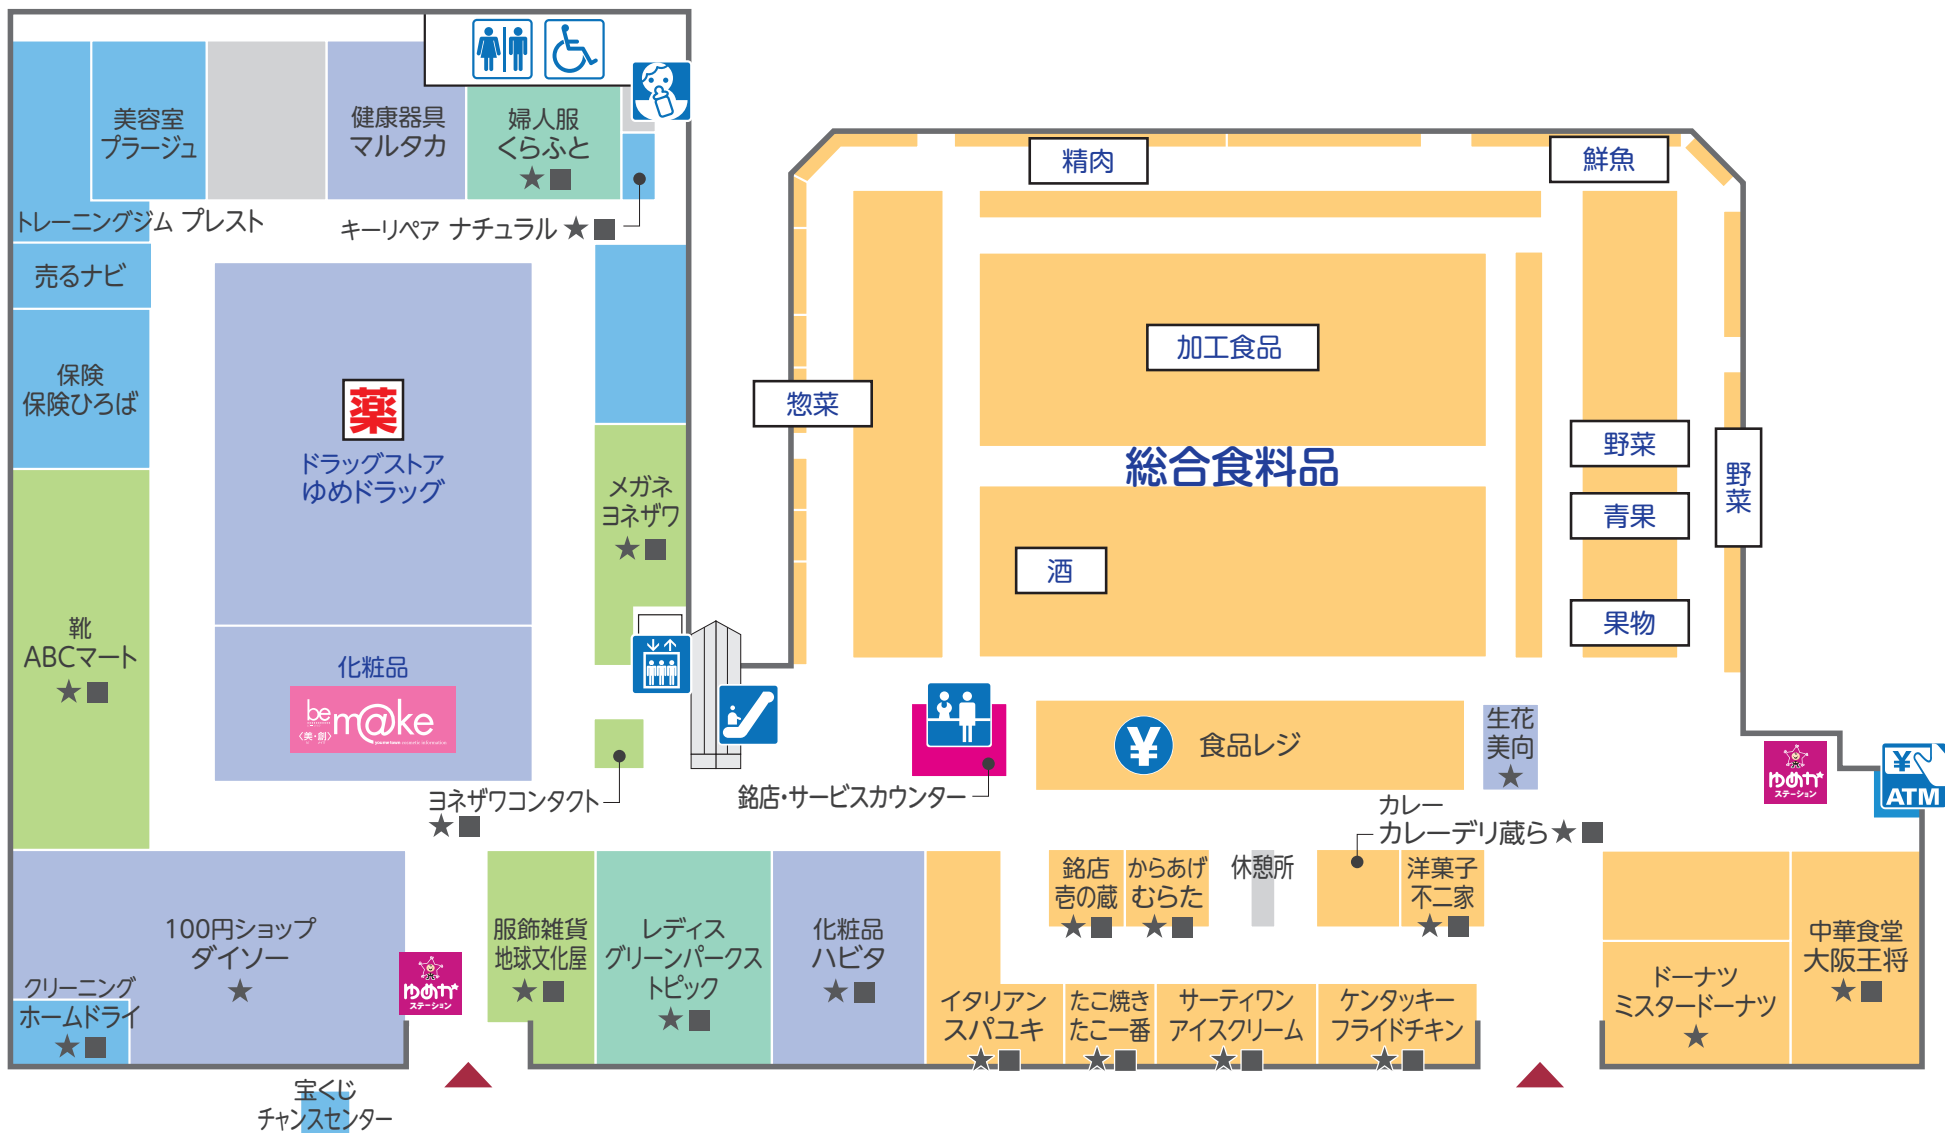 美容室
プラージュ
健康器具
マルタカ
婦人服
くらふと
★■
トレーニングジム プレスト
キーリペア ナチュラル ★■
売るナビ
保険
保険ひろば
薬
ドラッグストア
ゆめドラッグ
メガネ
ヨネザワ
★■
靴
ABCマート
★■
化粧品
be m@ke
〈美・創〉
ヨネザワコンタクト
★■
精肉
鮮魚
加工食品
惣菜
総合食料品
野菜
青果
野菜
酒
果物
¥
食品レジ
生花
美向
★
銘店・サービスカウンター
ゆめか
ステーション
¥
ATM
カレー
カレーデリ蔵ら★■
銘店
壱の蔵
★■
からあげ
むらた
★■
休憩所
洋菓子
不二家
★■
100円ショップ
ダイソー
★
クリーニング
ホームドライ
★■
ゆめか
ステーション
服飾雑貨
地球文化屋
★■
レディス
グリーンパークス
トピック
★■
化粧品
ハビタ
★■
イタリアン
スパユキ
★■
たこ焼き
たこ一番
★■
サーティワン
アイスクリーム
★■
ケンタッキー
フライドチキン
★■
ドーナツ
ミスタードーナツ
★
中華食堂
大阪王将
★■
宝くじ
チャンスセンター